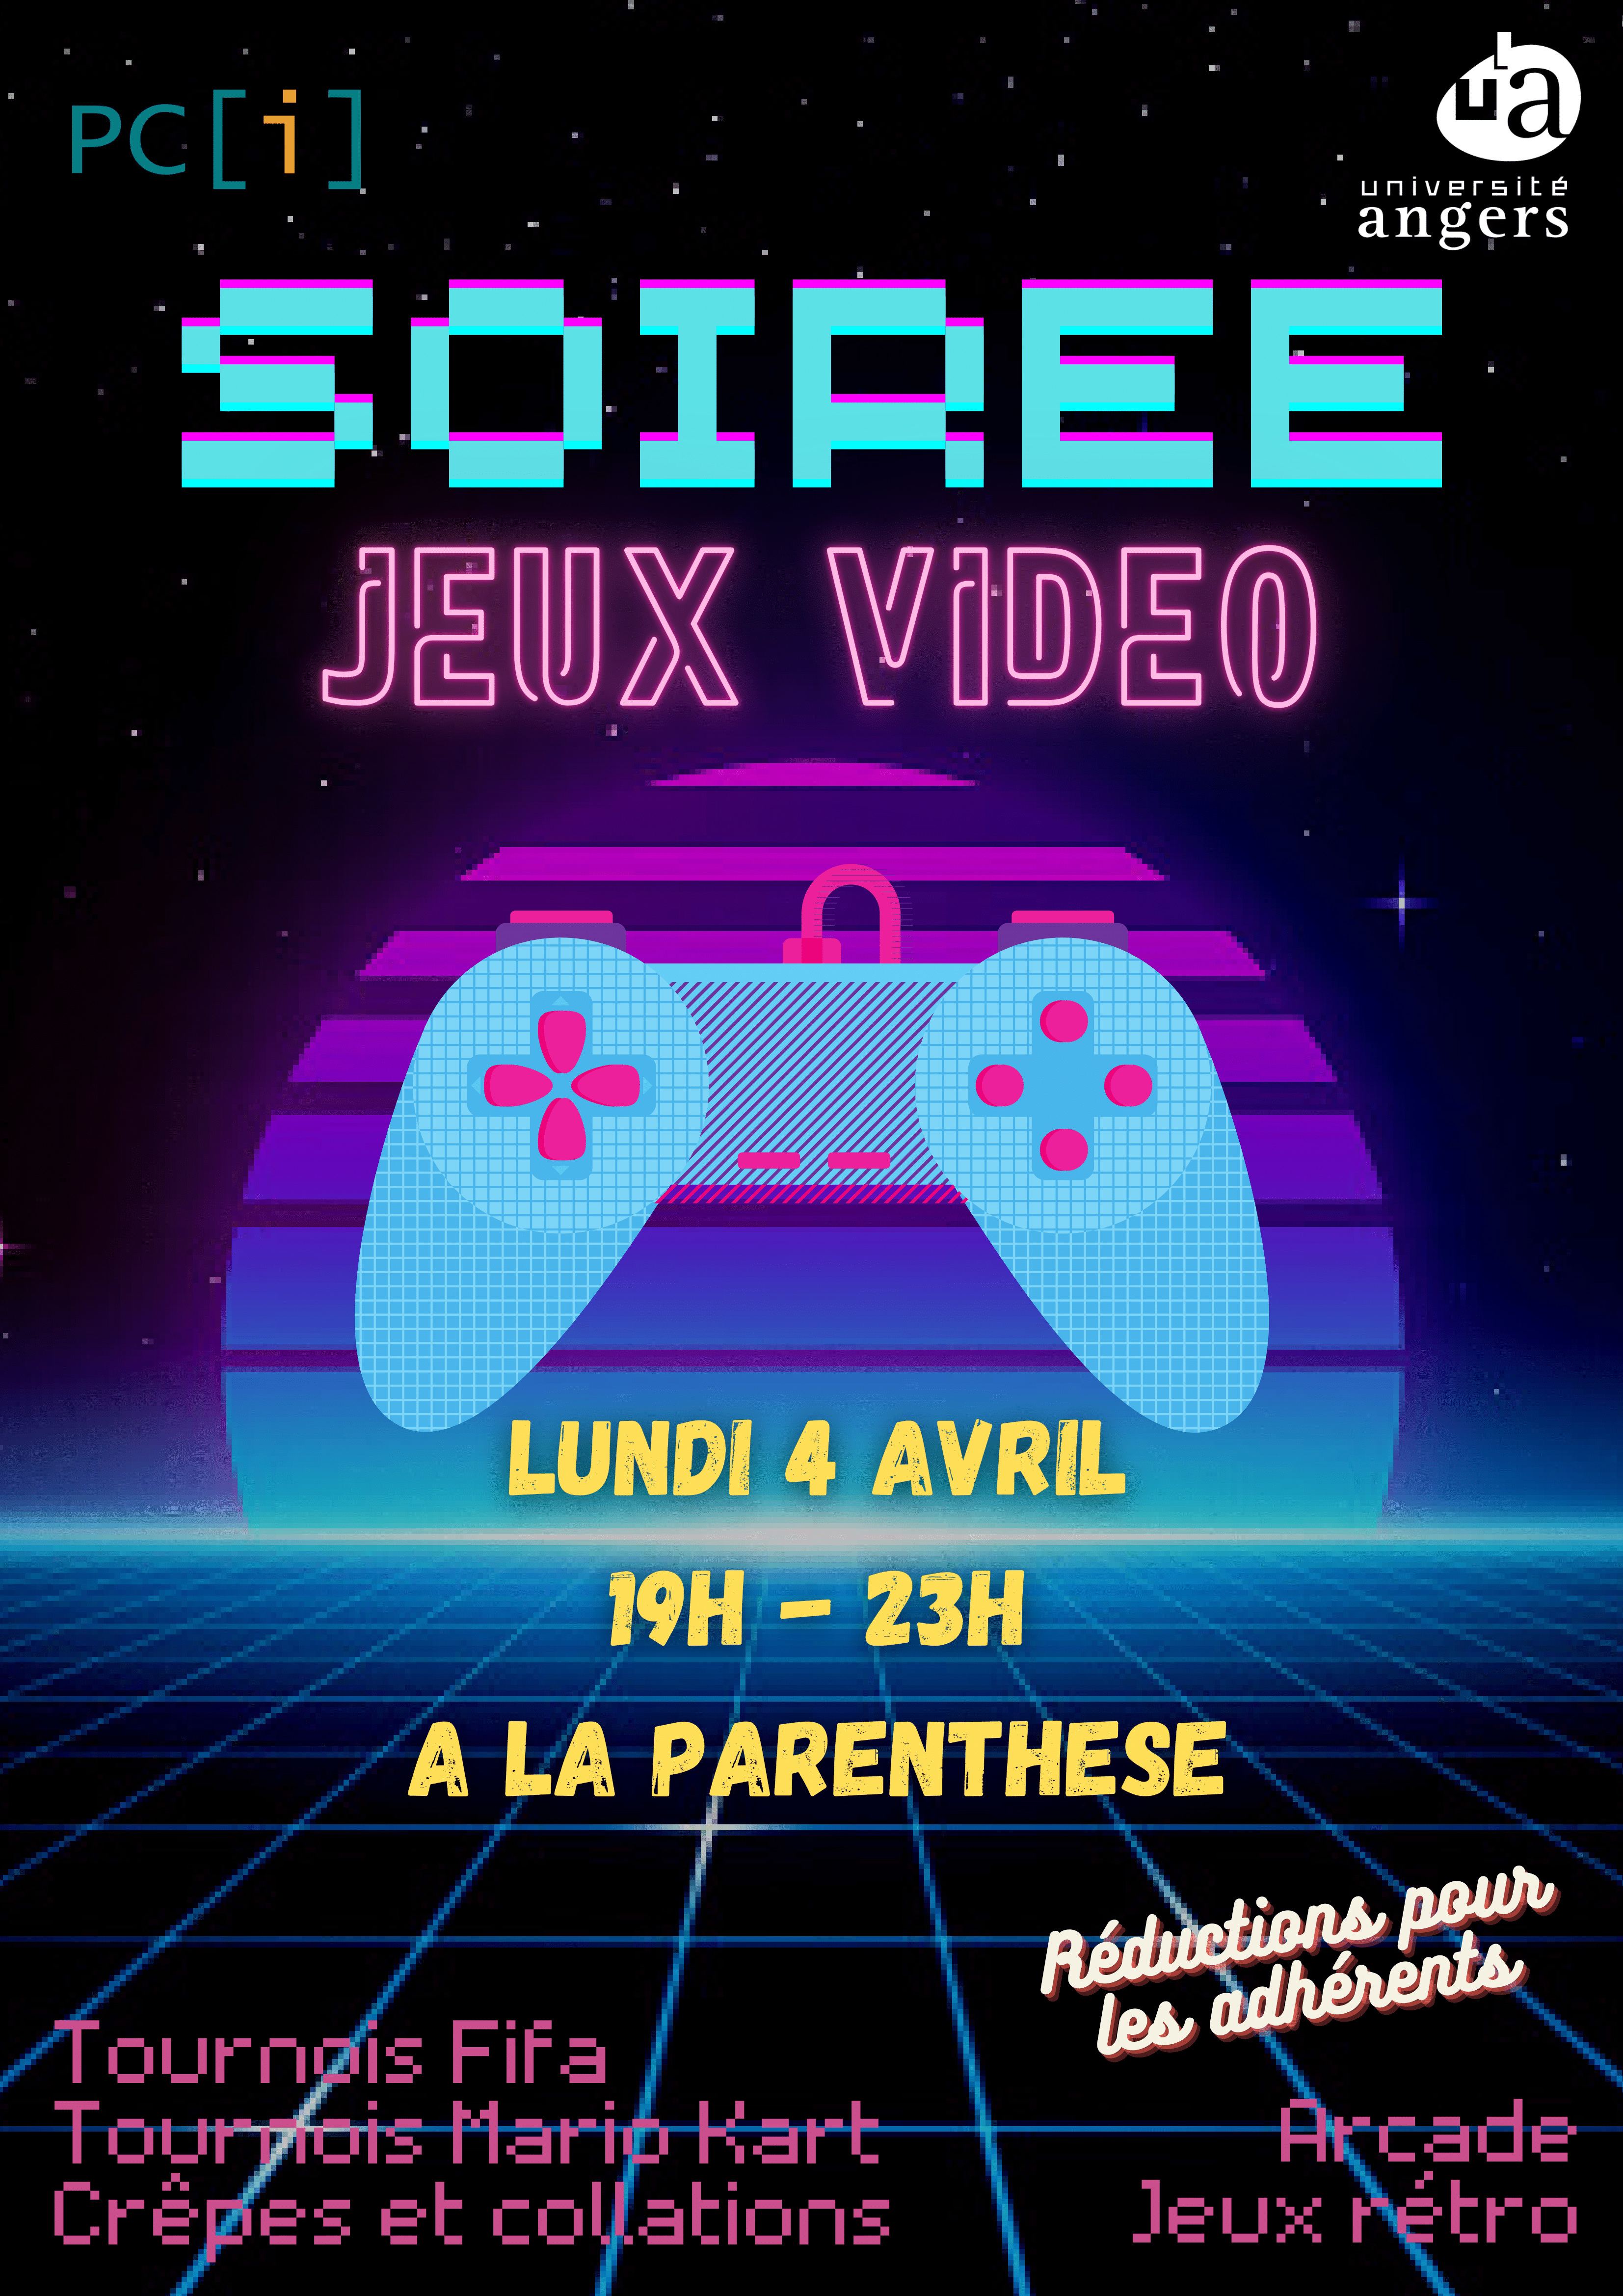 PC[i]
ua
université
angers
SOIREE
JEUX VIDEO
LUNDI 4 AVRIL
19H – 23H
A LA PARENTHESE
Réductions pour
les adhérents
Tournois Fifa
Tournois Mario Kart
Crêpes et collations
Arcade
Jeux rétro